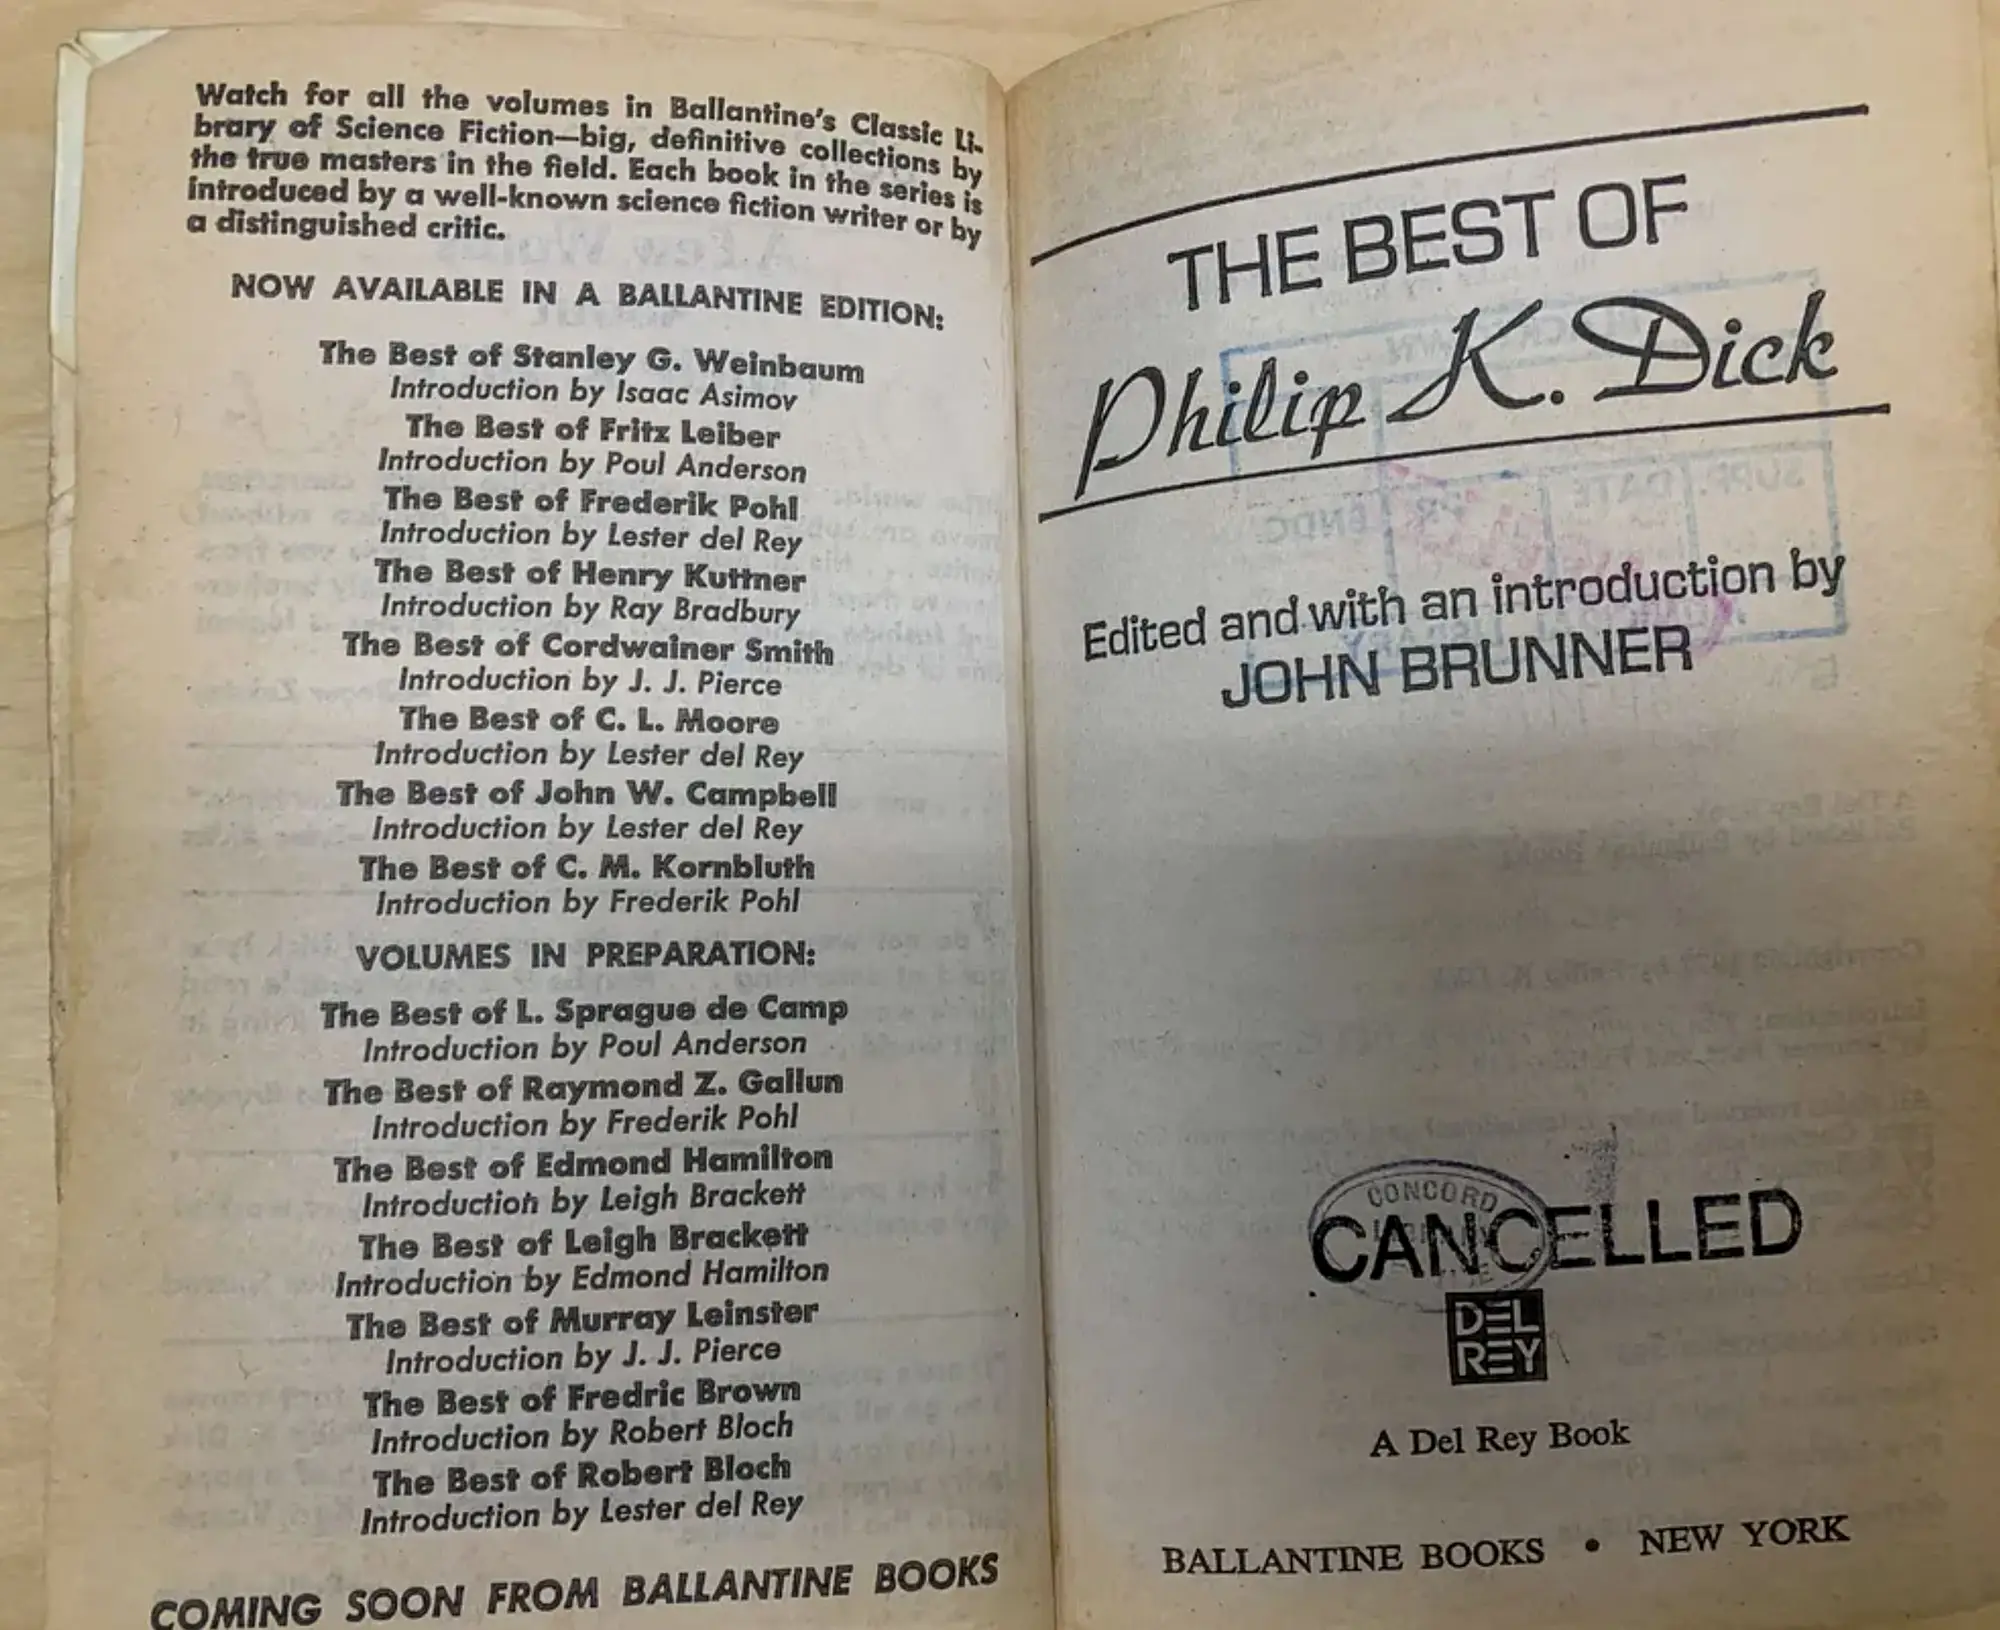 Watch for all the volumes in Ballantine's Classic Li-
brary of Science Fiction—big, definitive collections by
the true masters in the field. Each book in the series is
introduced by a well-known science fiction writer or by
a distinguished critic.
NOW AVAILABLE IN A BALLANTINE EDITION:
The Best of Stanley G. Weinbaum
Introduction by Isaac Asimov
The Best of Fritz Leiber
Introduction by Poul Anderson
The Best of Frederik Pohl
Introduction by Lester del Rey
The Best of Henry Kuttner
Introduction by Ray Bradbury
The Best of Cordwainer Smith
Introduction by J. J. Pierce
The Best of C. L. Moore
Introduction by Lester del Rey
The Best of John W. Campbell
Introduction by Lester del Rey
The Best of C. M. Kornbluth
Introduction by Frederik Pohl
VOLUMES IN PREPARATION:
The Best of L. Sprague de Camp
Introduction by Poul Anderson
The Best of Raymond Z. Gallun
Introduction by Frederik Pohl
The Best of Edmond Hamilton
Introduction by Leigh Brackett
The Best of Leigh Brackett
Introduction by Edmond Hamilton
The Best of Murray Leinster
Introduction by J. J. Pierce
The Best of Fredric Brown
Introduction by Robert Bloch
The Best of Robert Bloch
Introduction by Lester del Rey
COMING SOON FROM BALLANTINE BOOKS
THE BEST OF
Philip K. Dick
Edited and with an introduction by
JOHN BRUNNER
CONCORD
CANCELLED
DEL
REY
A Del Rey Book
BALLANTINE BOOKS • NEW YORK